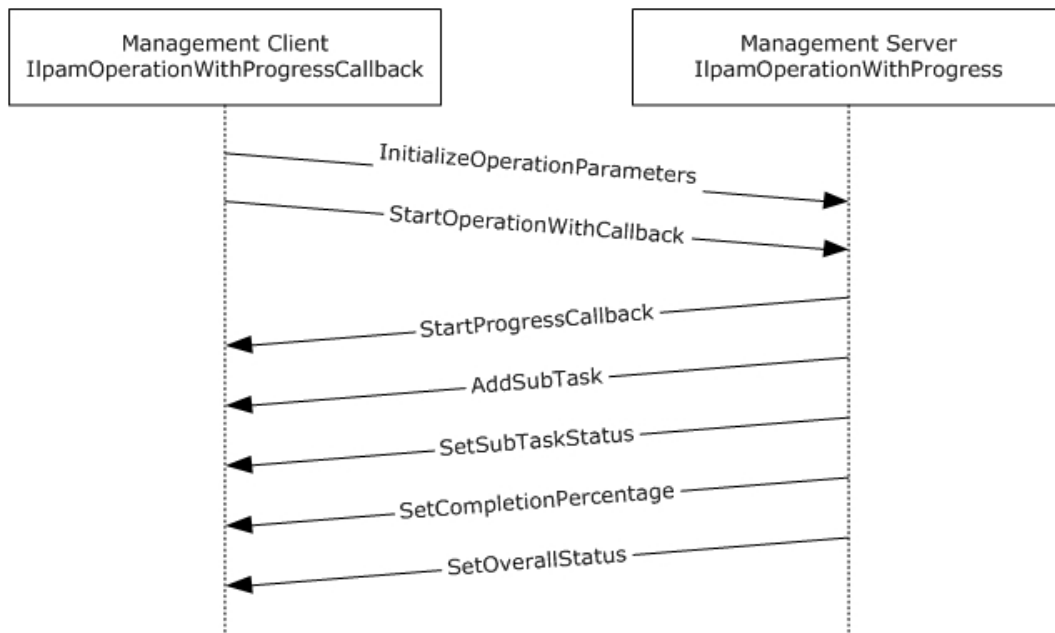 Management Client
IIpamOperationWithProgressCallback
Management Server
IIpamOperationWithProgress
InitializeOperationParameters
StartOperationWithCallback
StartProgressCallback
AddSubTask
SetSubTaskStatus
SetCompletionPercentage
SetOverallStatus